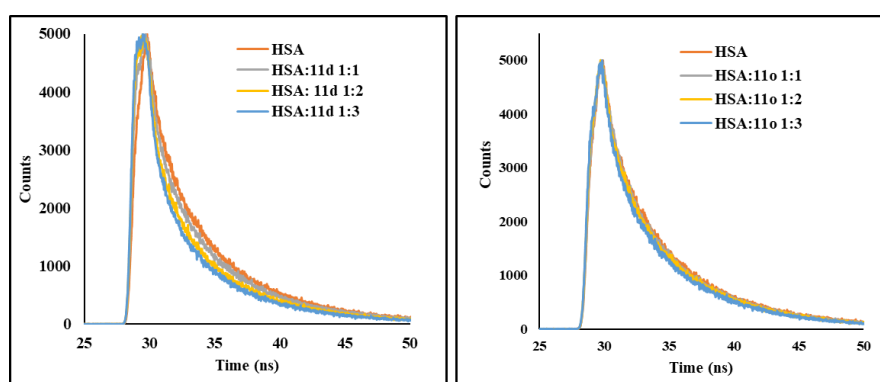 5000
4000
3000
2000
1000
0
Counts
25 30 35 40 45 50
Time (ns)
HSA
HSA:11d 1:1
HSA: 11d 1:2
HSA:11d 1:3
5000
4000
3000
2000
1000
0
Counts
25 30 35 40 45 50
Time (ns)
HSA
HSA:11o 1:1
HSA:11o 1:2
HSA:11o 1:3